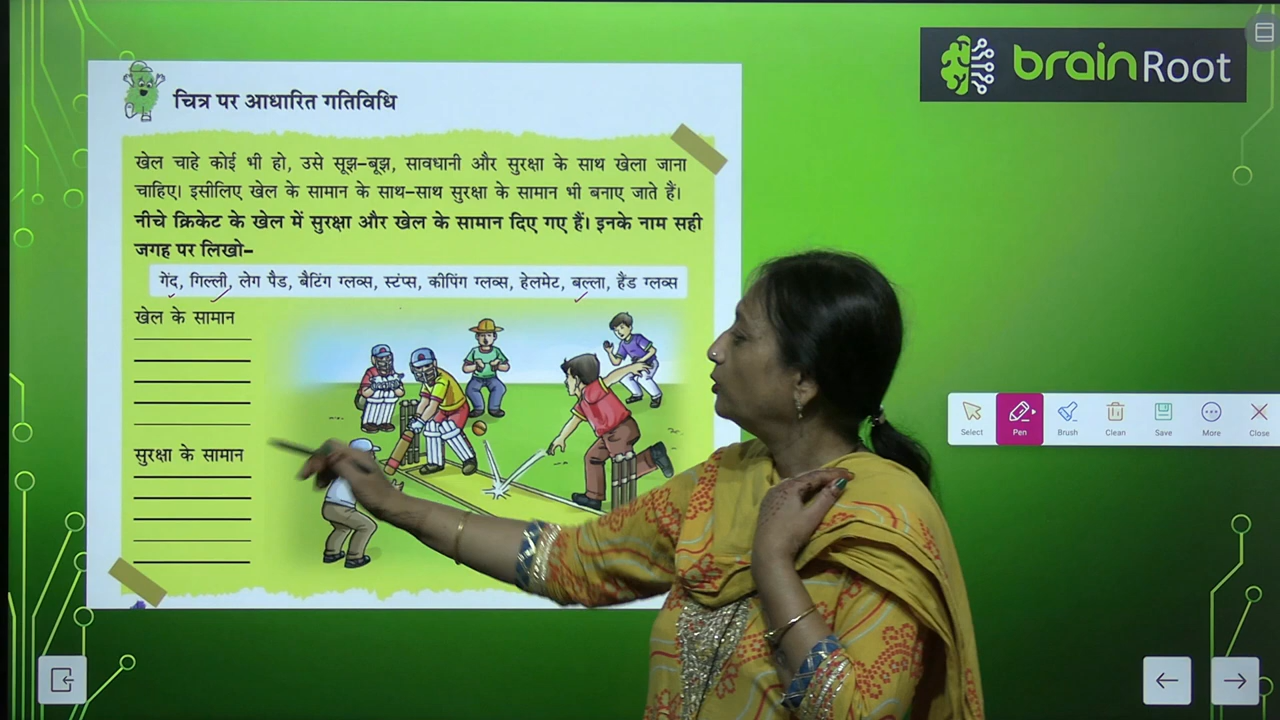 brainRoot
चित्र पर आधारित गतिविधि
खेल चाहे कोई भी हो, उसे सूझ-बूझ, सावधानी और सुरक्षा के साथ खेला जाना
चाहिए। इसीलिए खेल के सामान के साथ-साथ सुरक्षा के सामान भी बनाए जाते हैं।
नीचे क्रिकेट के खेल में सुरक्षा और खेल के सामान दिए गए हैं। इनके नाम सही
जगह पर लिखो-
गेंद, गिल्ली, लेग पैड, बैटिंग ग्लव्स, स्टंप्स, कीपिंग ग्लव्स, हेलमेट, बल्ला, हैंड ग्लव्स
खेल के सामान
सुरक्षा के सामान
Select Pen Brush Clean Save More Close